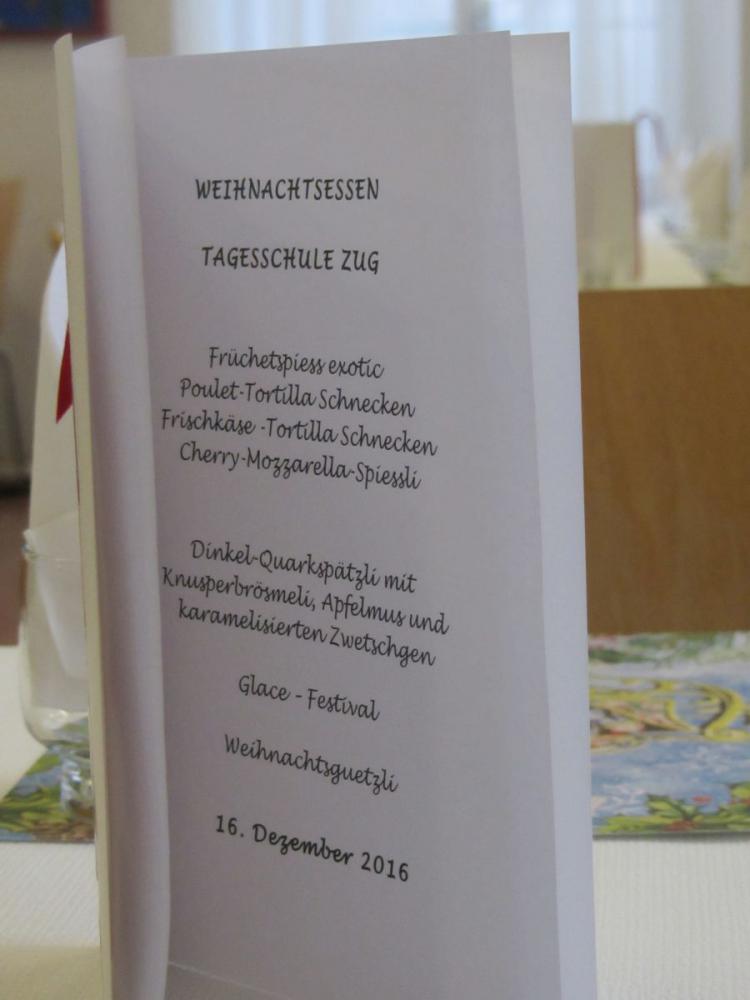 WEIHNACHTSESSEN
TAGESSCHULE ZUG
Früchetspiess exotic
Poulet-Tortilla Schnecken
Frischkäse -Tortilla Schnecken
Cherry-Mozzarella-Spiessli
Dinkel-Quarkspätzli mit
Knusperbrösmeli, Apfelmus und
karamelisierten Zwetschgen
Glace - Festival
Weihnachtsguetzli
16. Dezember 2016